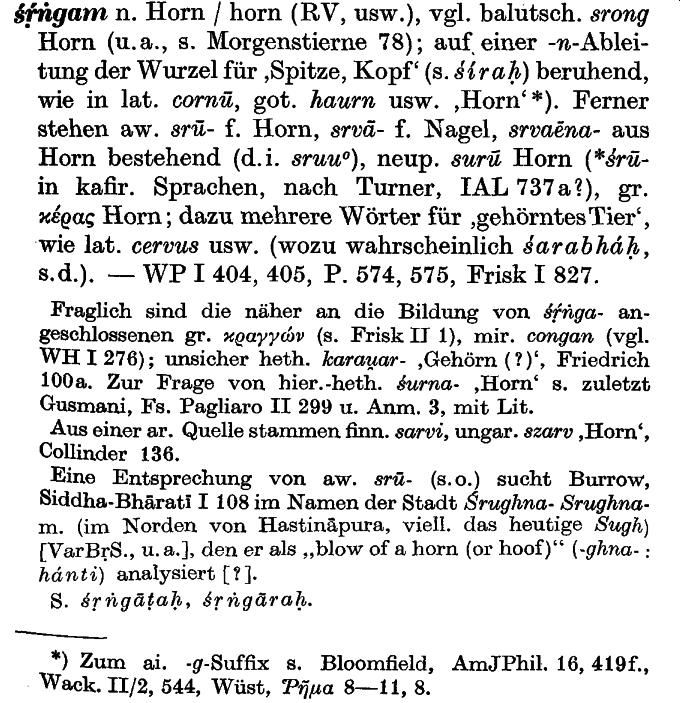 śŕ̥ṅgam n. Horn / horn (RV, usw.), vgl. balutsch. srong
Horn (u.a., s. Morgenstierne 78); auf einer -n-Ablei-
tung der Wurzel für ‚Spitze, Kopf‘ (s. śíraḥ) beruhend,
wie in lat. cornū, got. haurn usw. ‚Horn‘*). Ferner
stehen aw. srū- f. Horn, srvā- f. Nagel, srvaēna- aus
Horn bestehend (d.i. sruu⁰), neup. surū Horn (*śrū-
in kafir. Sprachen, nach Turner, IAL 737a?), gr.
κέρας Horn; dazu mehrere Wörter für ‚gehörntes Tier‘,
wie lat. cervus usw. (wozu wahrscheinlich śarabháḥ,
s.d.). — WP I 404, 405, P. 574, 575, Frisk I 827.
Fraglich sind die näher an die Bildung von śŕ̥ṅga- an-
geschlossenen gr. κραγγών (s. Frisk II 1), mir. congan (vgl.
WH I 276); unsicher heth. karau̯ar- ‚Gehörn (?)‘, Friedrich
100a. Zur Frage von hier.-heth. śurna- ‚Horn‘ s. zuletzt
Gusmani, Fs. Pagliaro II 299 u. Anm. 3, mit Lit.
Aus einer ar. Quelle stammen finn. sarvi, ungar. szarv ‚Horn‘,
Collinder 136.
Eine Entsprechung von aw. srū- (s.o.) sucht Burrow,
Siddha-Bhāratī I 108 im Namen der Stadt Śrughna- Srughna-
m. (im Norden von Hastināpura, viell. das heutige Sugh)
[VarBṛS., u.a.], den er als „blow of a horn (or hoof)“ (-ghna- :
hánti) analysiert [?].
S. śṛṅgāṭaḥ, śṛṅgāraḥ.
*) Zum ai. -g-Suffix s. Bloomfield, AmJPhil. 16, 419f.,
Wack. II/2, 544, Wüst, Ῥῆμα 8—11, 8.